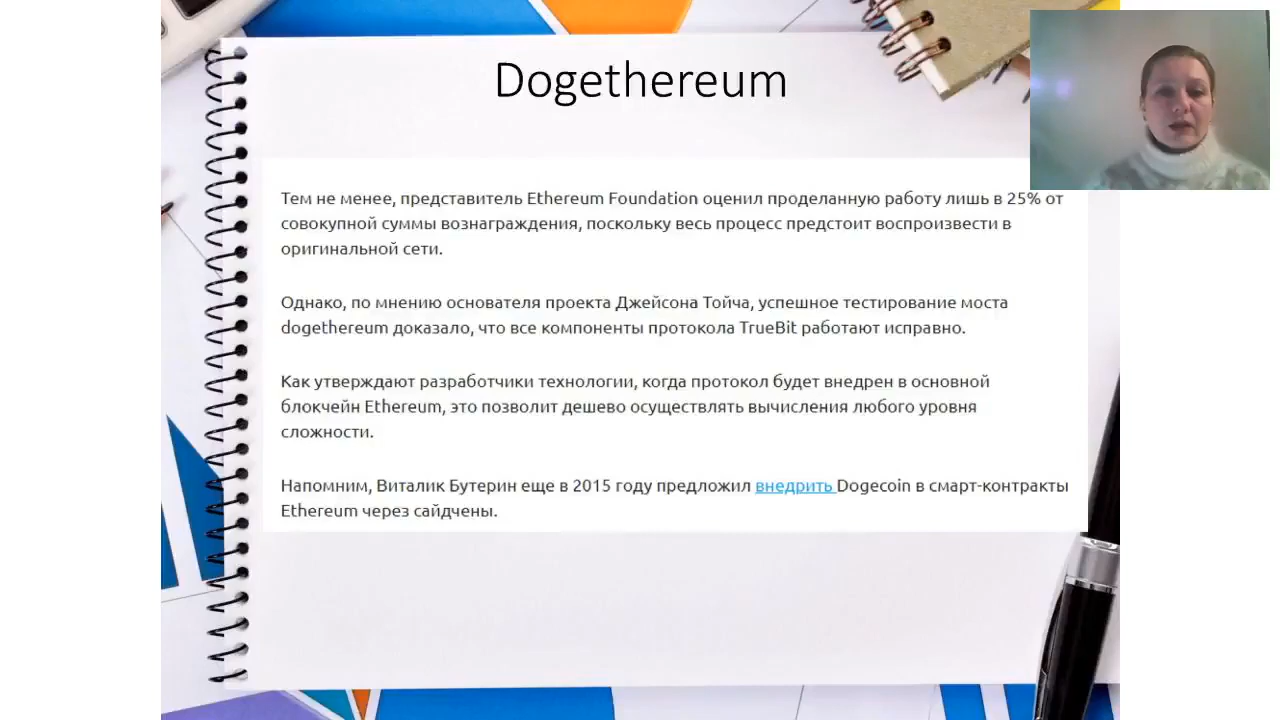 Dogethereum
Тем не менее, представитель Ethereum Foundation оценил проделанную работу лишь в 25% от
совокупной суммы вознаграждения, поскольку весь процесс предстоит воспроизвести в
оригинальной сети.
Однако, по мнению основателя проекта Джейсона Тойча, успешное тестирование моста
dogethereum доказало, что все компоненты протокола TrueBit работают исправно.
Как утверждают разработчики технологии, когда протокол будет внедрен в основной
блокчейн Ethereum, это позволит дешево осуществлять вычисления любого уровня
сложности.
Напомним, Виталик Бутерин еще в 2015 году предложил внедрить Dogecoin в смарт-контракты
Ethereum через сайдчены.